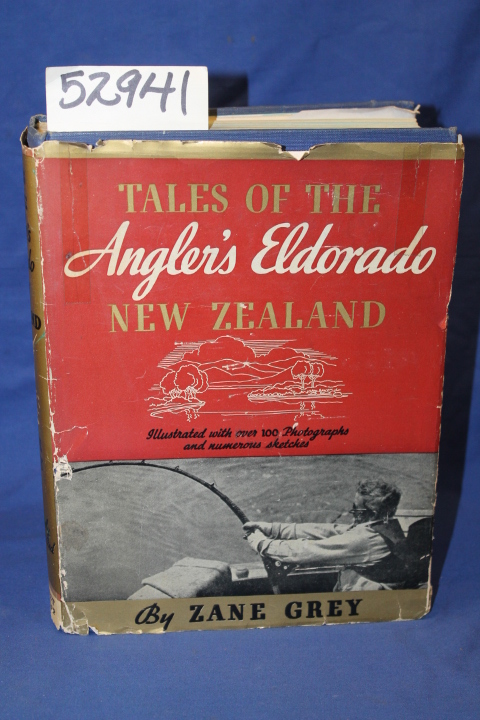 52941
TALES OF THE
Angler's Eldorado
NEW ZEALAND
Illustrated with over 100 Photographs
and numerous sketches
By ZANE GREY